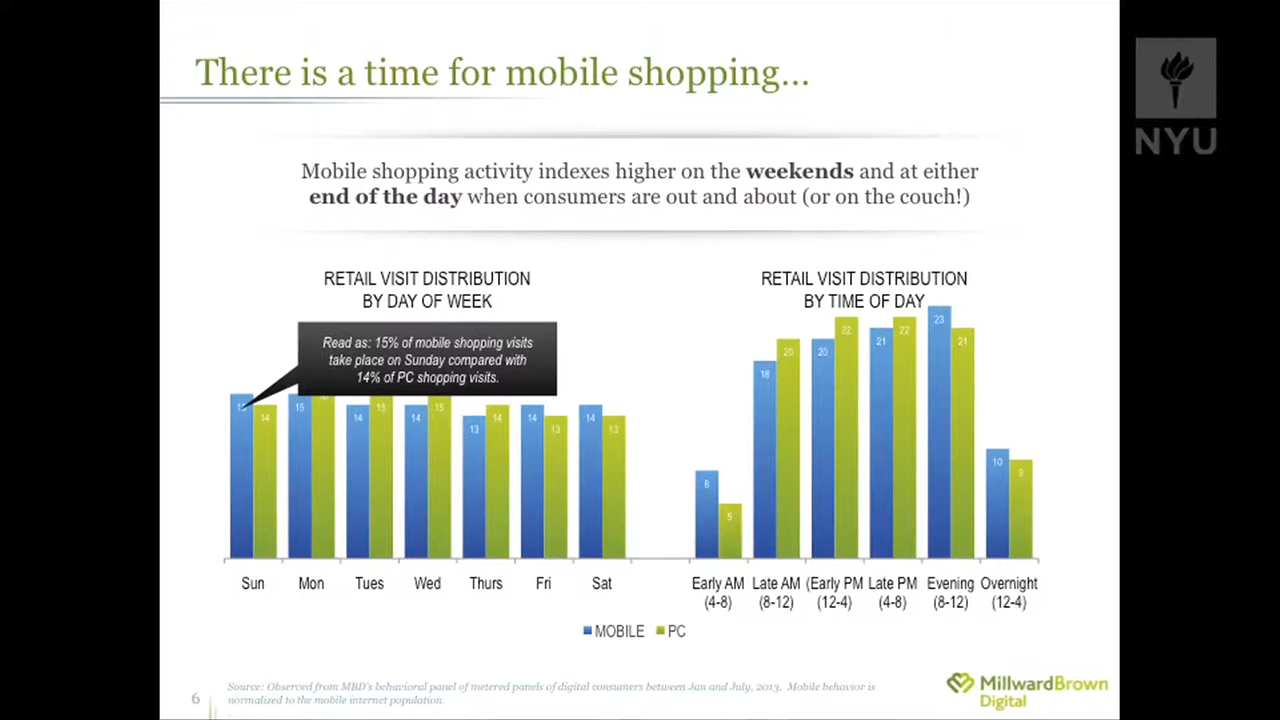 There is a time for mobile shopping...
NYU
Mobile shopping activity indexes higher on the weekends and at either
end of the day when consumers are out and about (or on the couch!)
RETAIL VISIT DISTRIBUTION
BY DAY OF WEEK
Read as: 15% of mobile shopping visits
take place on Sunday compared with
14% of PC shopping visits.
15 14 15 14 15 14 15 13 14 14 13 14 13
Sun Mon Tues Wed Thurs Fri Sat
RETAIL VISIT DISTRIBUTION
BY TIME OF DAY
8 5 18 20 20 22 21 22 23 21 10 9
Early AM Late AM (Early PM Late PM Evening Overnight
(4-8) (8-12) (12-4) (4-8) (8-12) (12-4)
MOBILE PC
6
Source: Observed from MBD's behavioral panel of metered panels of digital consumers between Jan and July, 2013. Mobile behavior is
normalized to the mobile internet population.
MillwardBrown
Digital